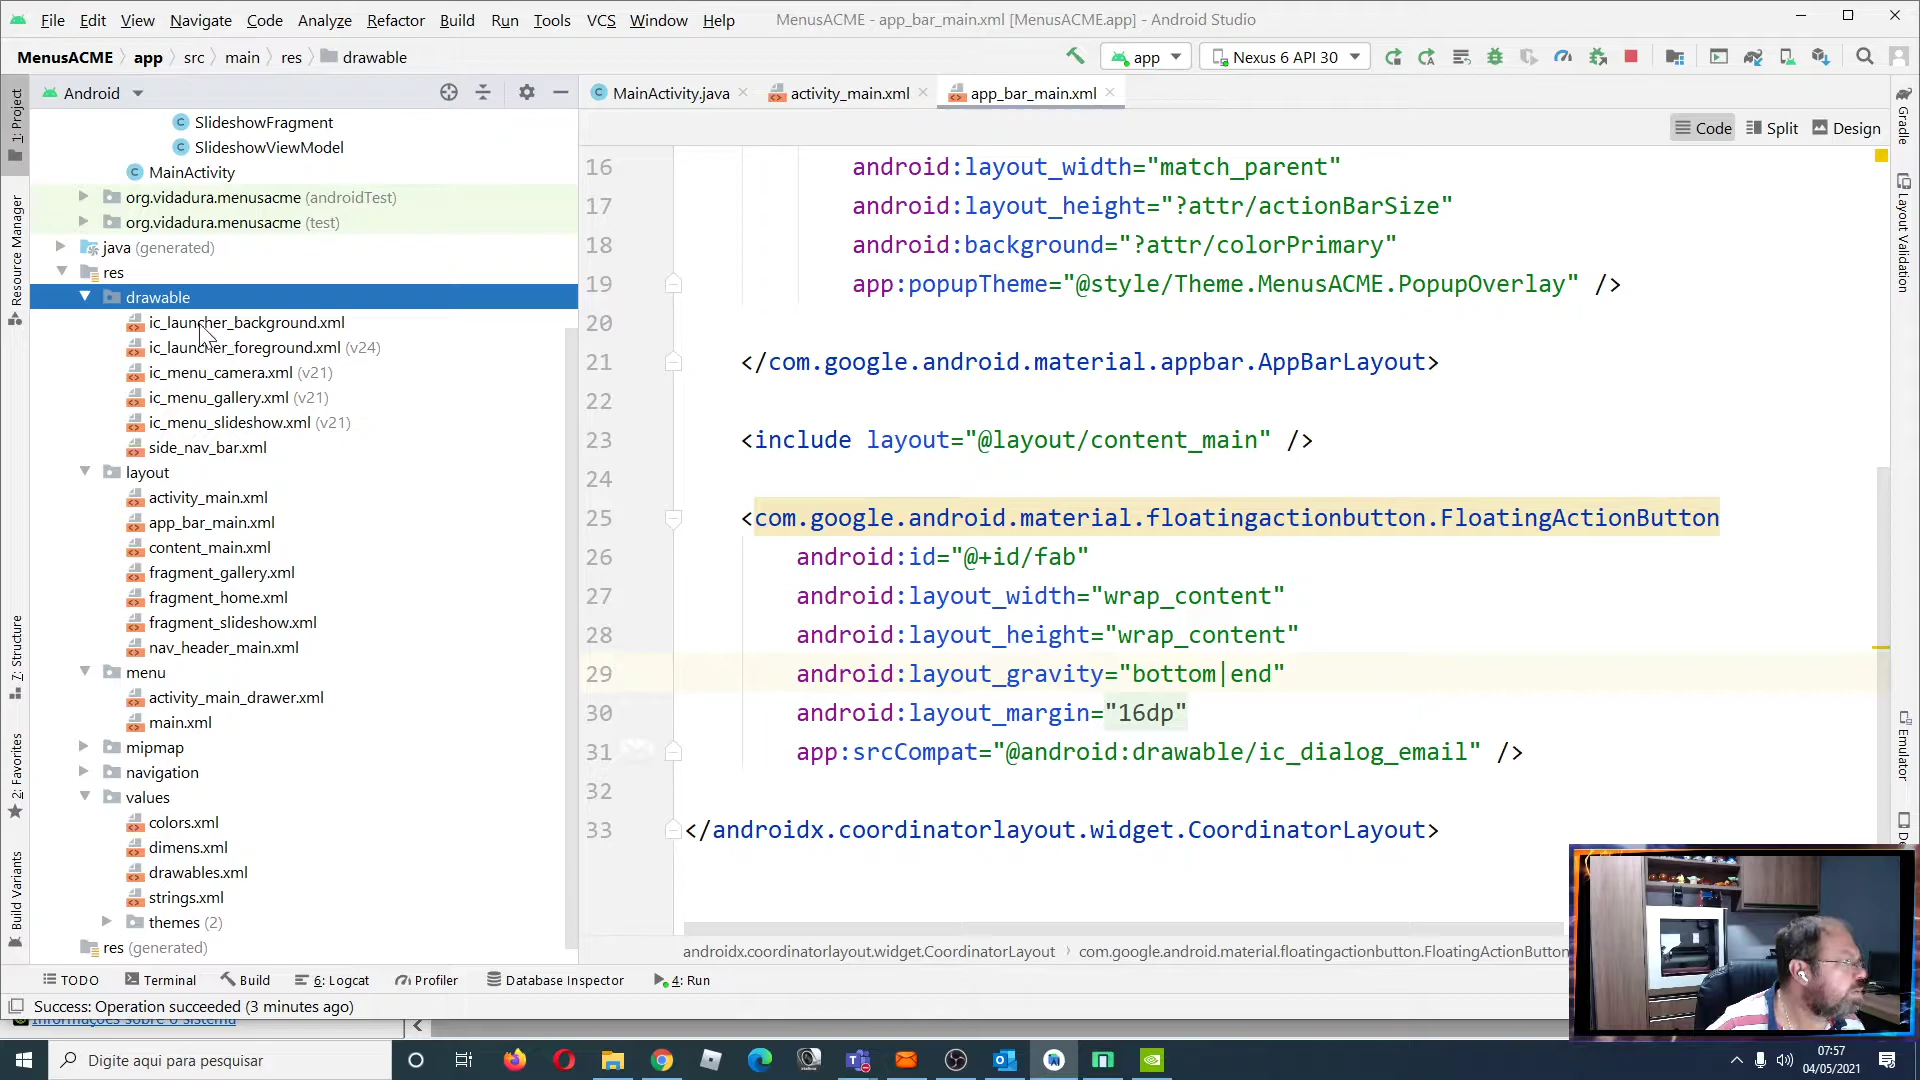 File Edit View Navigate Code Analyze Refactor Build Run Tools VCS Window Help MenusACME - app_bar_main.xml [MenusACME.app] - Android Studio
MenusACME app src main res drawable app Nexus 6 API 30
Android
MainActivity.java activity_main.xml app_bar_main.xml
Code Split Design
1: Project
Resource Manager
7: Structure
2: Favorites
Build Variants
SlideshowFragment
SlideshowViewModel
MainActivity
org.vidadura.menusacme (androidTest)
org.vidadura.menusacme (test)
java (generated)
res
drawable
ic_launcher_background.xml
ic_launcher_foreground.xml (v24)
ic_menu_camera.xml (v21)
ic_menu_gallery.xml (v21)
ic_menu_slideshow.xml (v21)
side_nav_bar.xml
layout
activity_main.xml
app_bar_main.xml
content_main.xml
fragment_gallery.xml
fragment_home.xml
fragment_slideshow.xml
nav_header_main.xml
menu
activity_main_drawer.xml
main.xml
mipmap
navigation
values
colors.xml
dimens.xml
drawables.xml
strings.xml
themes (2)
res (generated)
16 android:layout_width="match_parent"
17 android:layout_height="?attr/actionBarSize"
18 android:background="?attr/colorPrimary"
19 app:popupTheme="@style/Theme.MenusACME.PopupOverlay" />
20
21 </com.google.android.material.appbar.AppBarLayout>
22
23 <include layout="@layout/content_main" />
24
25 <com.google.android.material.floatingactionbutton.FloatingActionButton
26 android:id="@+id/fab"
27 android:layout_width="wrap_content"
28 android:layout_height="wrap_content"
29 android:layout_gravity="bottom|end"
30 android:layout_margin="16dp"
31 app:srcCompat="@android:drawable/ic_dialog_email" />
32
33 </androidx.coordinatorlayout.widget.CoordinatorLayout>
androidx.coordinatorlayout.widget.CoordinatorLayout com.google.android.material.floatingactionbutton.FloatingActionButton
Gradle
Layout Validation
Emulator
TODO Terminal Build 6: Logcat Profiler Database Inspector 4: Run
Success: Operation succeeded (3 minutes ago)
Informações sobre o sistema
Digite aqui para pesquisar
07:57
04/05/2021